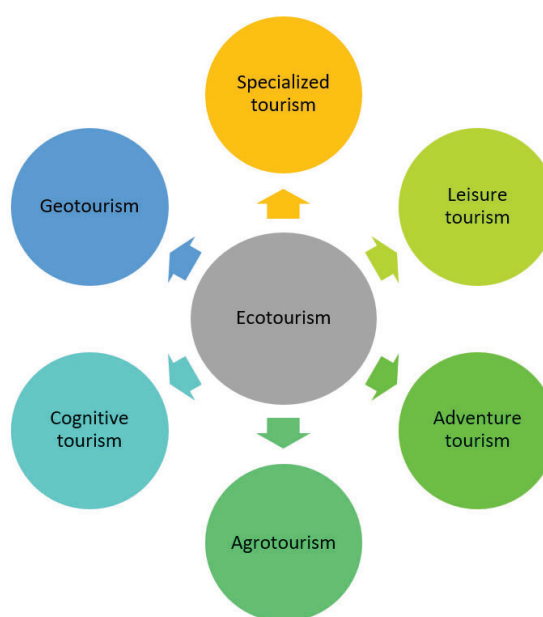 Specialized
tourism
Geotourism
Leisure
tourism
Ecotourism
Cognitive
tourism
Adventure
tourism
Agrotourism